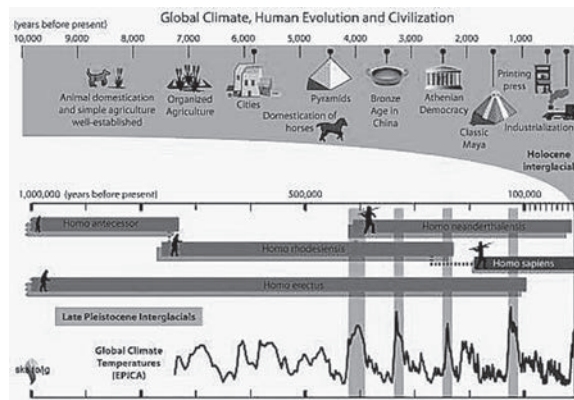 Global Climate, Human Evolution and Civilization
(years before present)
10,000 9,000 8,000 7,000 6,000 5,000 4,000 3,000 2,000 1,000
Animal domestication
and simple agriculture
well-established
Organized
Agriculture
Cities
Pyramids
Domestication of
horses
Bronze
Age in
China
Athenian
Democracy
Classic
Maya
Printing
press
Industrialization
Holocene
interglacial
1,000,000 (years before present) 500,000 100,000
Homo antecessor
Homo neanderthalensis
Homo rhodesiensis
Homo sapiens
Homo erectus
Late Pleistocene Interglacials
Global Climate
Temperatures
(EPICA)